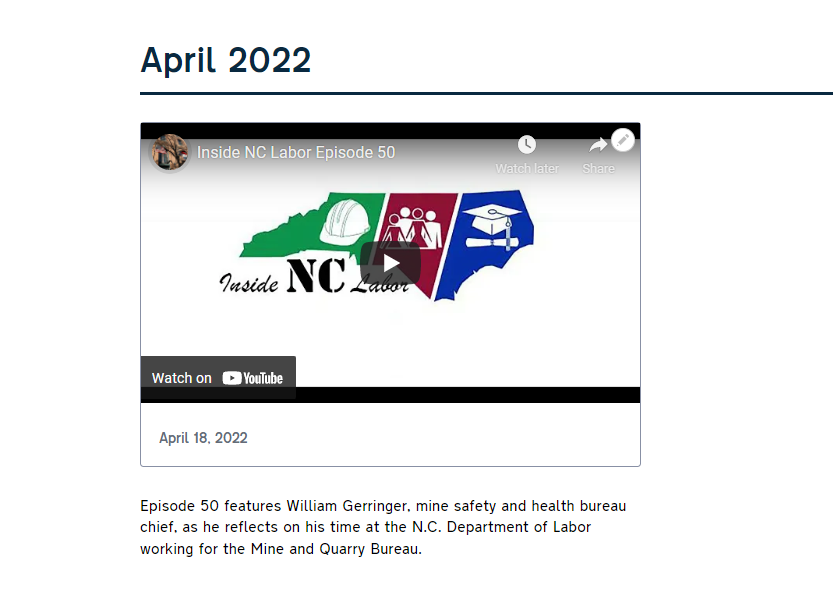 April 2022
Inside NC Labor Episode 50
Watch later
Share
Inside NC Labor
Watch on YouTube
April 18, 2022
Episode 50 features William Gerringer, mine safety and health bureau
chief, as he reflects on his time at the N.C. Department of Labor
working for the Mine and Quarry Bureau.